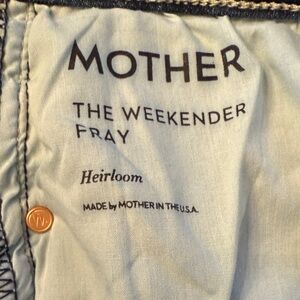 MOTHER
THE WEEKENDER
FRAY
Heirloom
MADE by MOTHER IN THE U.S.A.